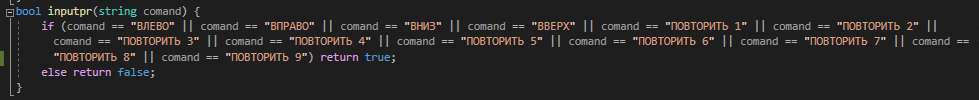 bool inputpr(string comand) {
if (comand == "ВЛЕВО" || comand == "ВПРАВО" || comand == "ВНИЗ" || comand == "ВВЕРХ" || comand == "ПОВТОРИТЬ 1" || comand == "ПОВТОРИТЬ 2" ||
comand == "ПОВТОРИТЬ 3" || comand == "ПОВТОРИТЬ 4" || comand == "ПОВТОРИТЬ 5" || comand == "ПОВТОРИТЬ 6" || comand == "ПОВТОРИТЬ 7" || comand ==
"ПОВТОРИТЬ 8" || comand == "ПОВТОРИТЬ 9") return true;
else return false;
}